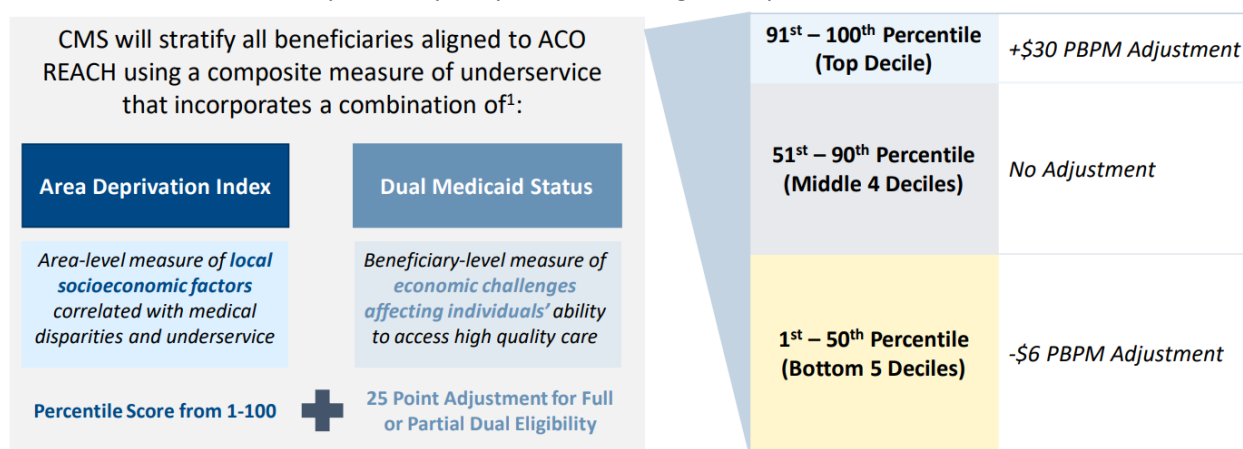 CMS will stratify all beneficiaries aligned to ACO
REACH using a composite measure of underservice
that incorporates a combination of¹:
Area Deprivation Index
Dual Medicaid Status
Area-level measure of local
socioeconomic factors
correlated with medical
disparities and underservice
Beneficiary-level measure of
economic challenges
affecting individuals’ ability
to access high quality care
Percentile Score from 1-100
25 Point Adjustment for Full
or Partial Dual Eligibility
91st – 100th Percentile
(Top Decile)
+$30 PBPM Adjustment
51st – 90th Percentile
(Middle 4 Deciles)
No Adjustment
1st – 50th Percentile
(Bottom 5 Deciles)
-$6 PBPM Adjustment